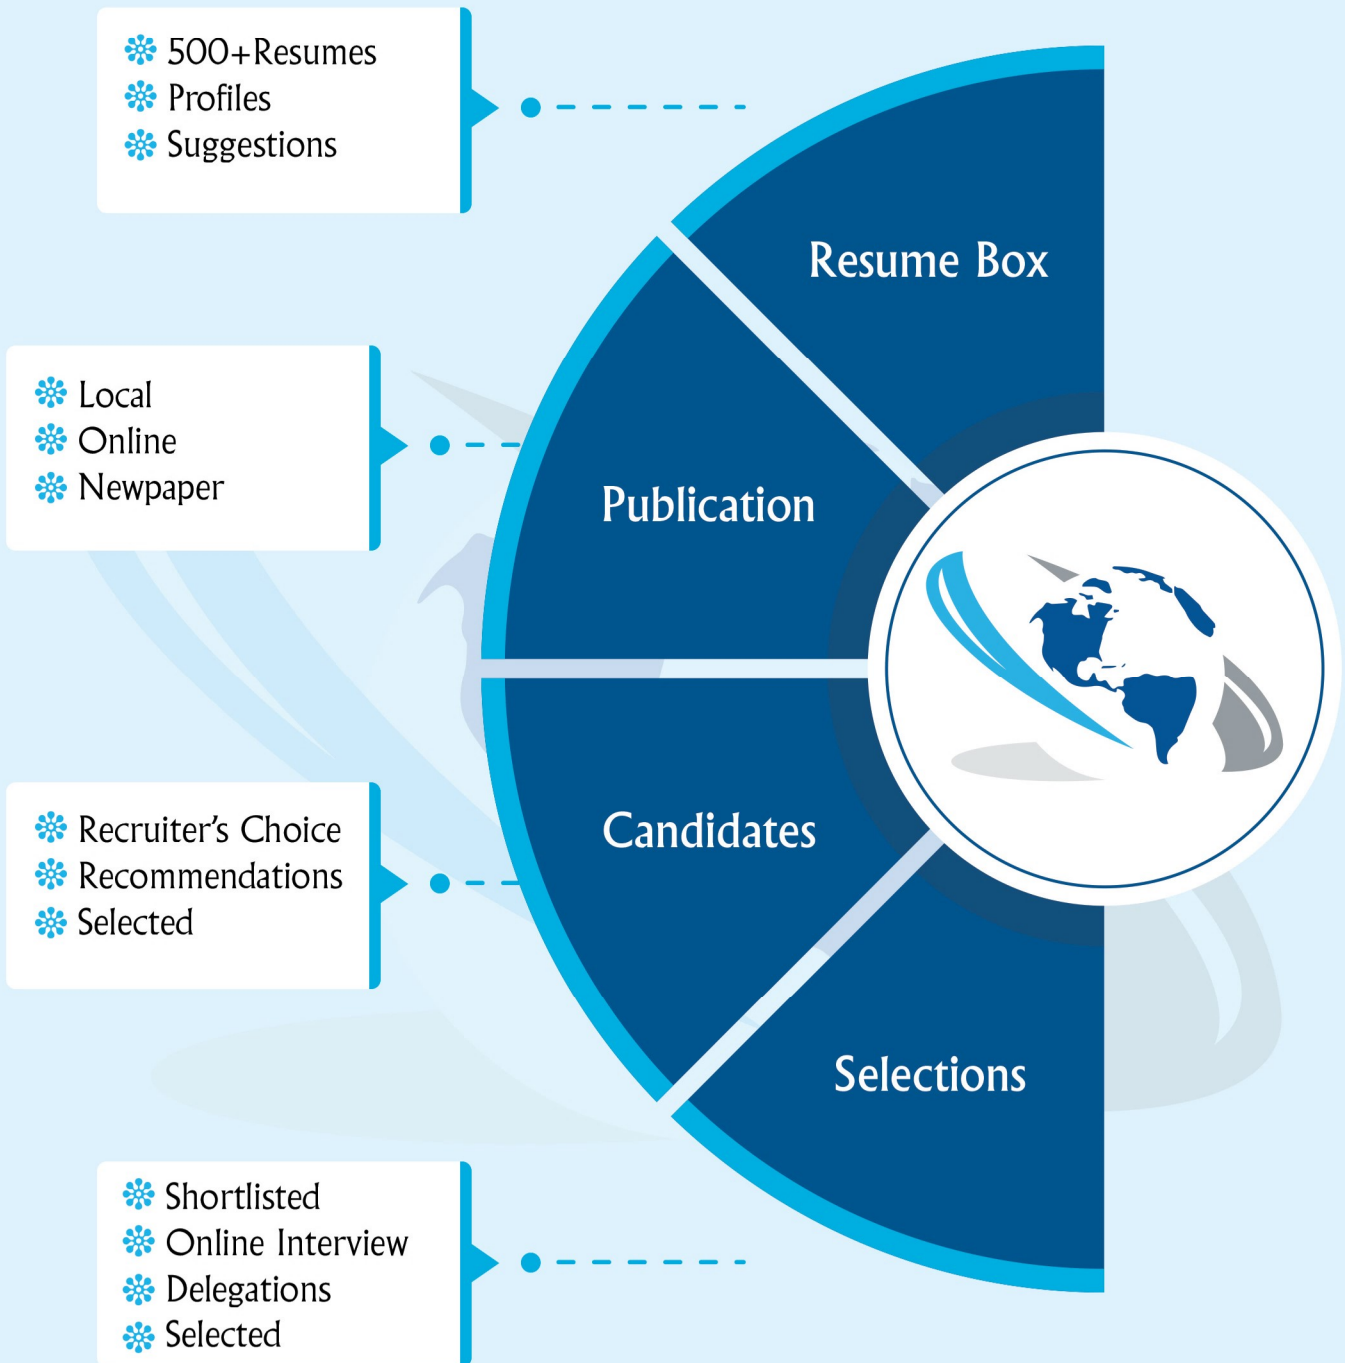 500+Resumes
Profiles
Suggestions
Resume Box
Local
Online
Newpaper
Publication
Recruiter's Choice
Recommendations
Selected
Candidates
Shortlisted
Online Interview
Delegations
Selected
Selections